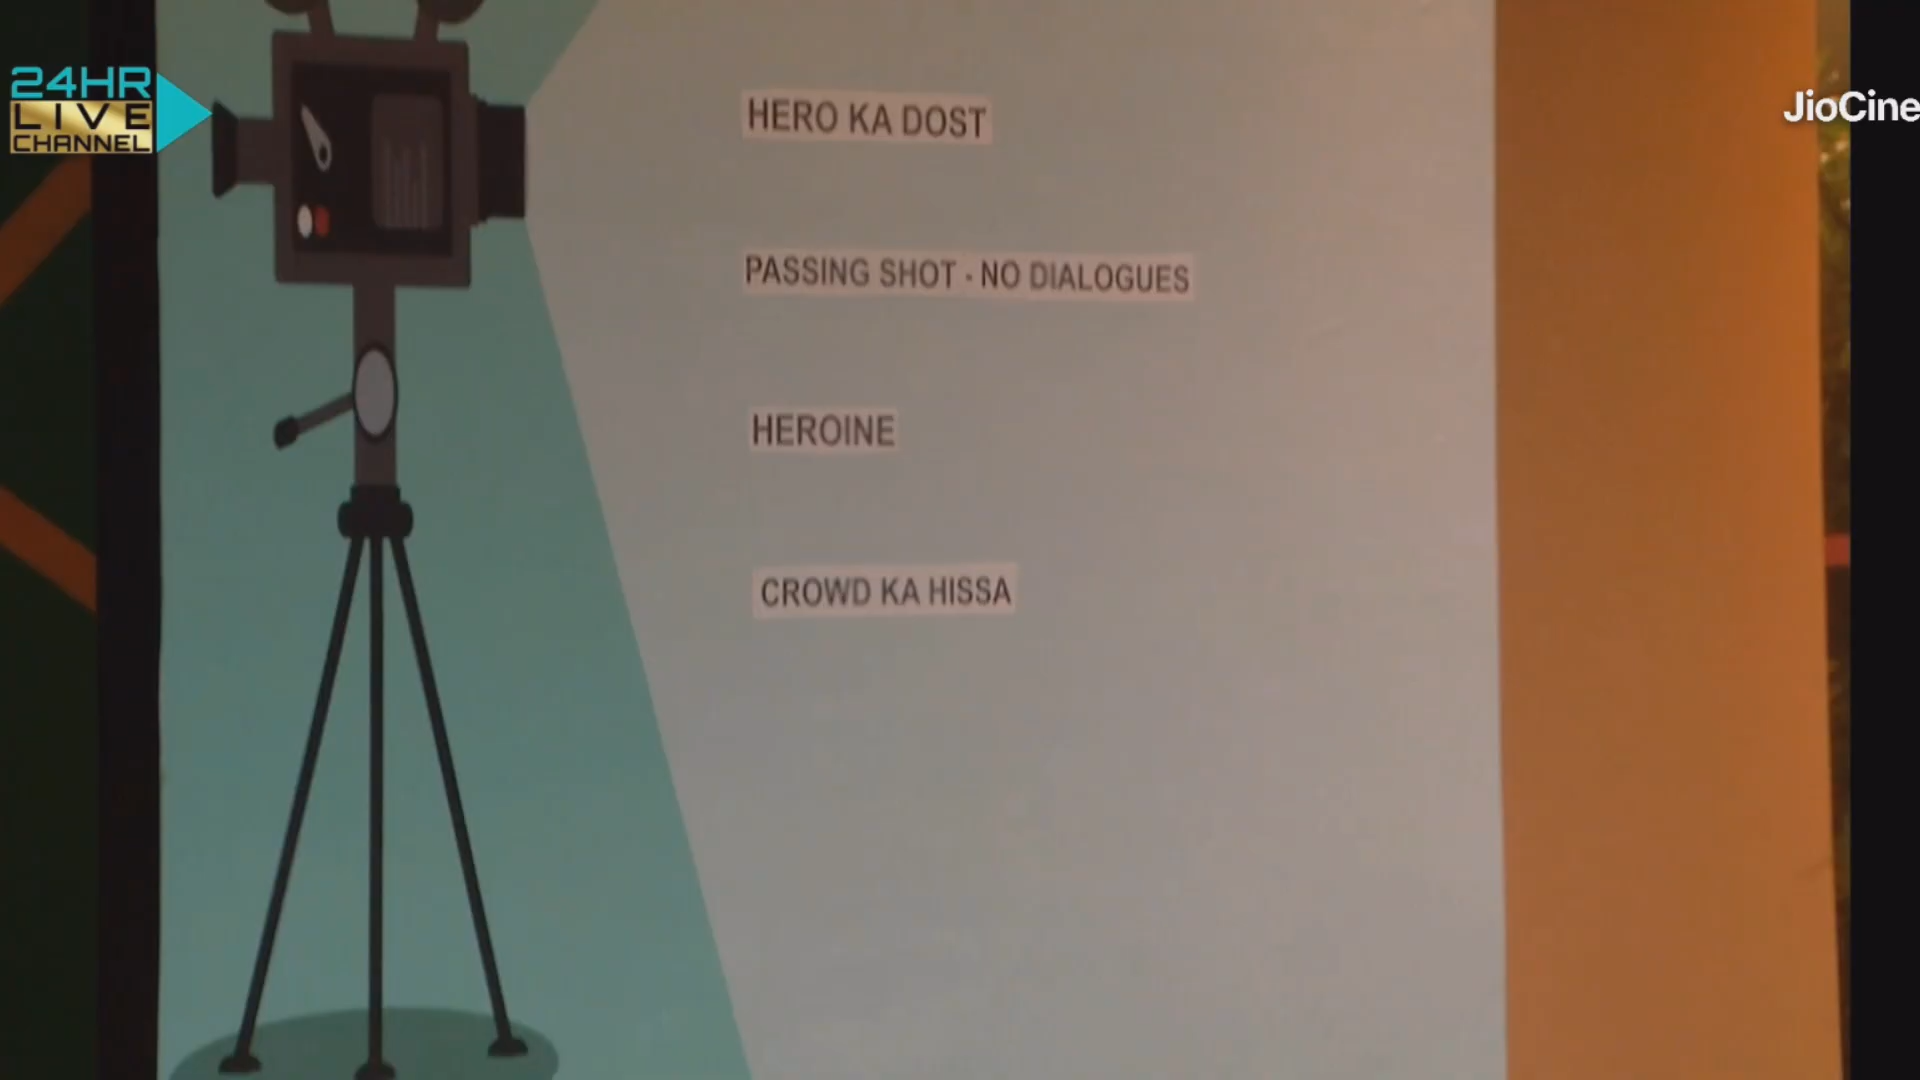 24HR
LIVE
CHANNEL
JioCine
HERO KA DOST
PASSING SHOT - NO DIALOGUES
HEROINE
CROWD KA HISSA